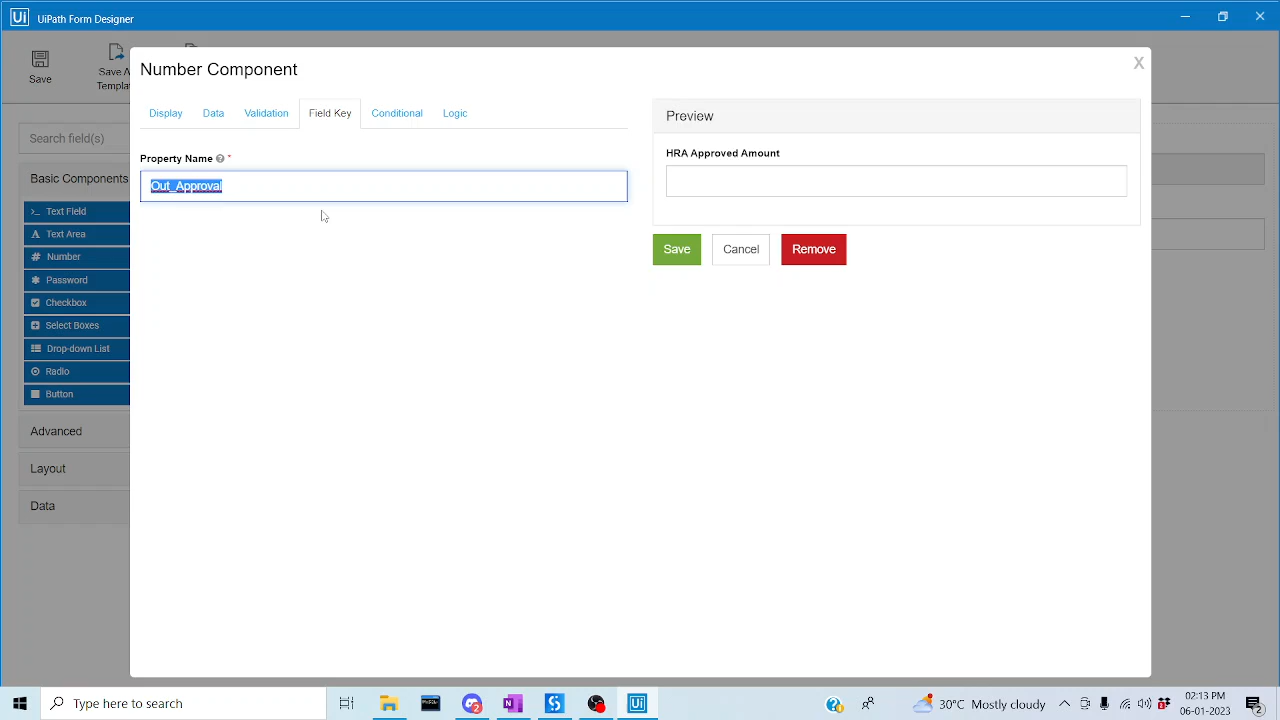 Ui UiPath Form Designer
Save
Save A
Templat
Number Component
X
Display Data Validation Field Key Conditional Logic
Preview
Property Name ? *
Out_Approval
HRA Approved Amount
Save Cancel Remove
Search field(s)
Basic Components
>_ Text Field
A Text Area
# Number
Password
Checkbox
Select Boxes
Drop-down List
Radio
Button
Advanced
Layout
Data
Type here to search
30°C Mostly cloudy
02:13 PM
06-01-2023